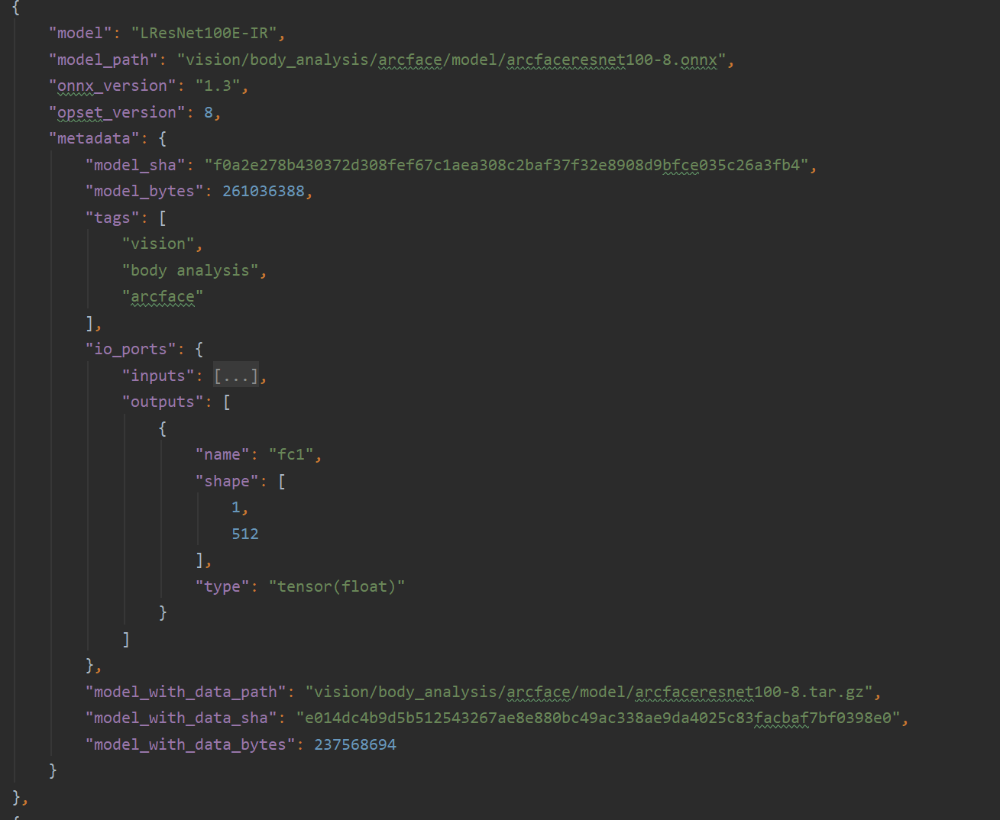 {
"model": "LResNet100E-IR",
"model_path": "vision/body_analysis/arcface/model/arcfaceresnet100-8.onnx",
"onnx_version": "1.3",
"opset_version": 8,
"metadata": {
"model_sha": "f0a2e278b430372d308fef67c1aea308c2baf37f32e8908d9bfce035c26a3fb4",
"model_bytes": 261036388,
"tags": [
"vision",
"body analysis",
"arcface"
],
"io_ports": {
"inputs": [...],
"outputs": [
{
"name": "fc1",
"shape": [
1,
512
],
"type": "tensor(float)"
}
]
},
"model_with_data_path": "vision/body_analysis/arcface/model/arcfaceresnet100-8.tar.gz",
"model_with_data_sha": "e014dc4b9d5b512543267ae8e880bc49ac338ae9da4025c83facbaf7bf0398e0",
"model_with_data_bytes": 237568694
}
},
{